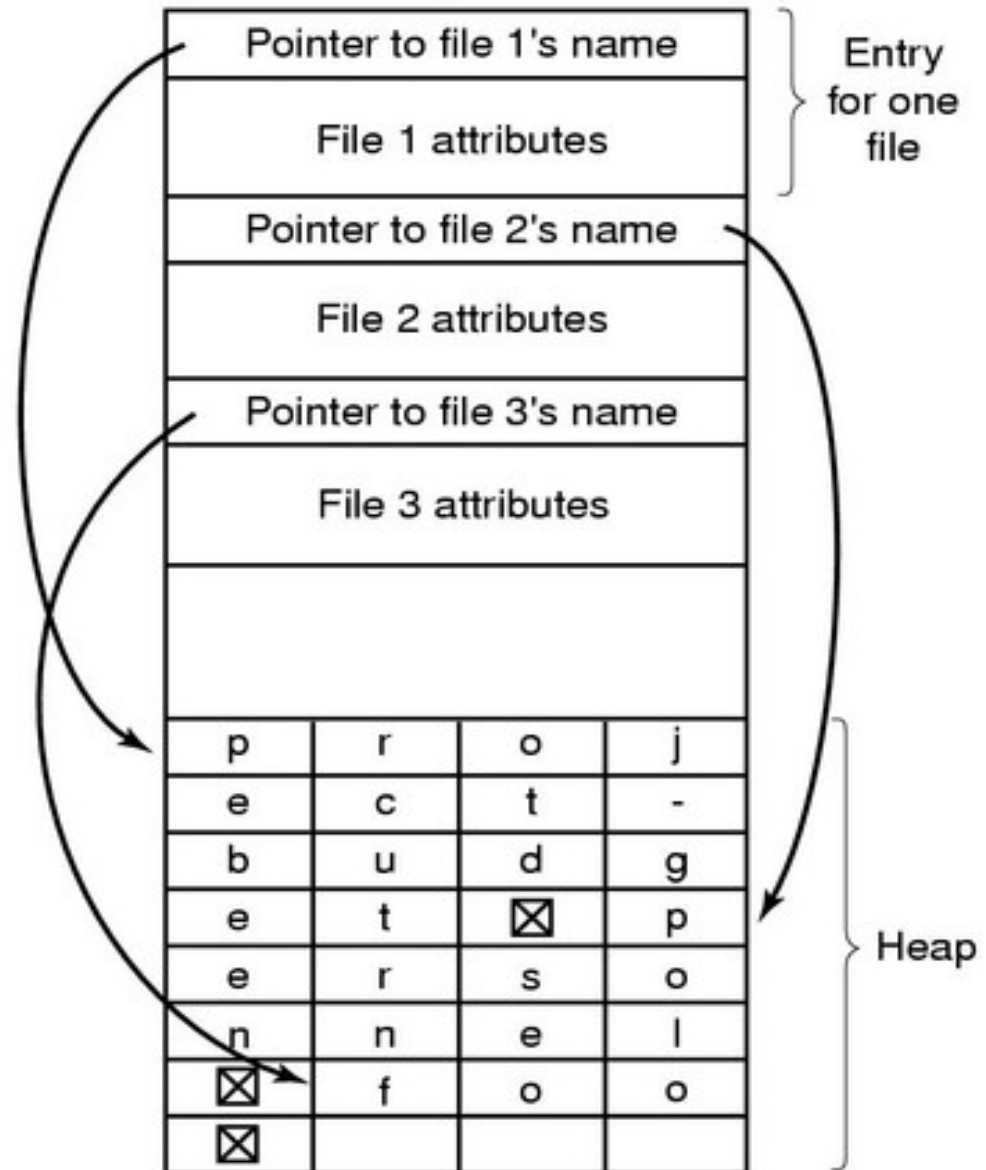 Pointer to file 1's name
Entry
for one
file
File 1 attributes
Pointer to file 2's name
File 2 attributes
Pointer to file 3's name
File 3 attributes
p r o j
e c t -
b u d g
e t ☒ p
e r s o
n n e l
☒ f o o
☒
Heap